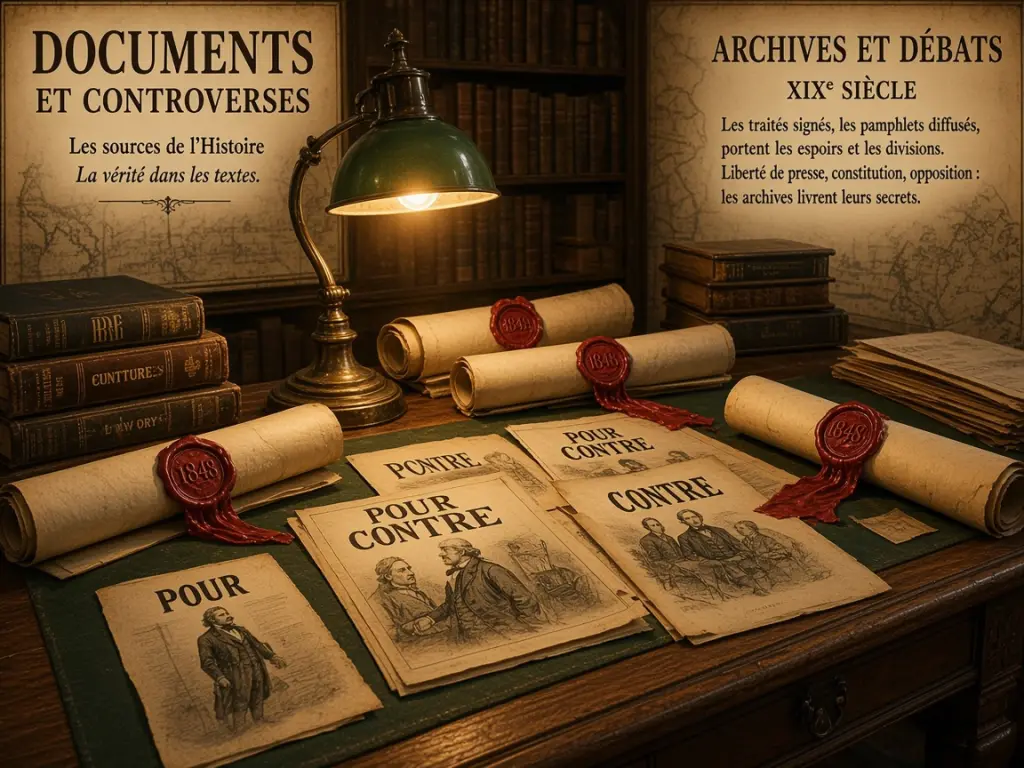 DOCUMENTS
ET CONTROVERSES
Les sources de l'Histoire
La vérité dans les textes.
ARCHIVES ET DÉBATS
XIXᵉ SIÈCLE
Les traités signés, les pamphlets diffusés,
portent les espoirs et les divisions.
Liberté de presse, constitution, opposition :
les archives livrent leurs secrets.
1848
1848
1848
1848
PCNTRE
POUR
CONTRE
POUR
CONTRE
CONTRE
POUR